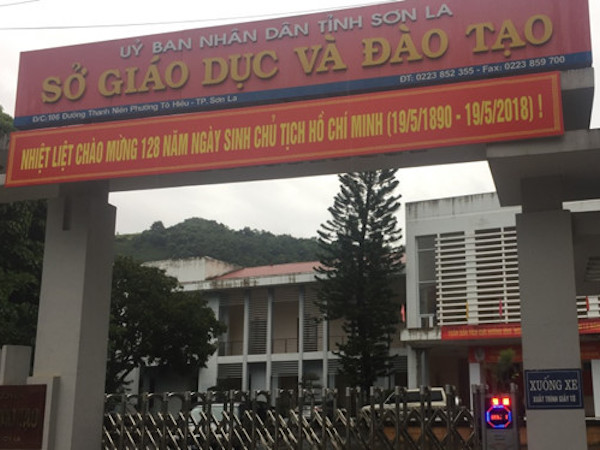 UỶ BAN NHÂN DÂN TỈNH SƠN LA
SỞ GIÁO DỤC VÀ ĐÀO TẠO
Đ/C: 106 Đường Thanh Niên Phường Tô Hiệu - TP. Sơn La
ĐT: 0223 852 355 - Fax: 0223 859 700
NHIỆT LIỆT CHÀO MỪNG 128 NĂM NGÀY SINH CHỦ TỊCH HỒ CHÍ MINH (19/5/1890 - 19/5/2018) !
XUỐNG XE
XUẤT TRÌNH GIẤY TỜ